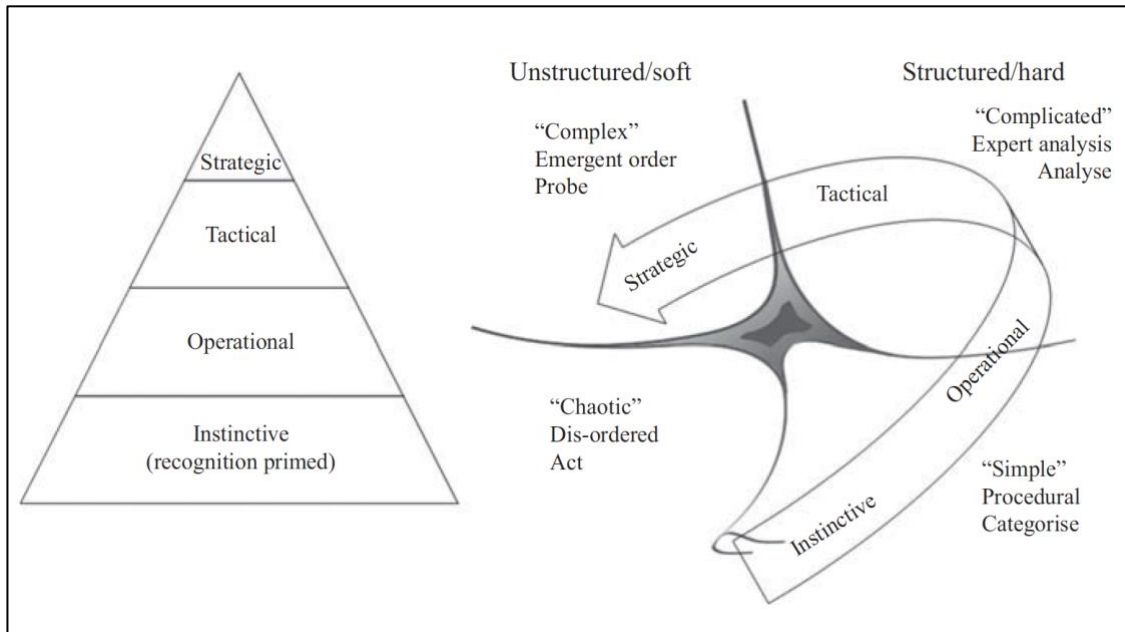 Strategic
Tactical
Operational
Instinctive
(recognition primed)
Unstructured/soft
Structured/hard
“Complex”
Emergent order
Probe
“Complicated”
Expert analysis
Analyse
Tactical
Strategic
Operational
“Chaotic”
Dis-ordered
Act
“Simple”
Procedural
Categorise
Instinctive